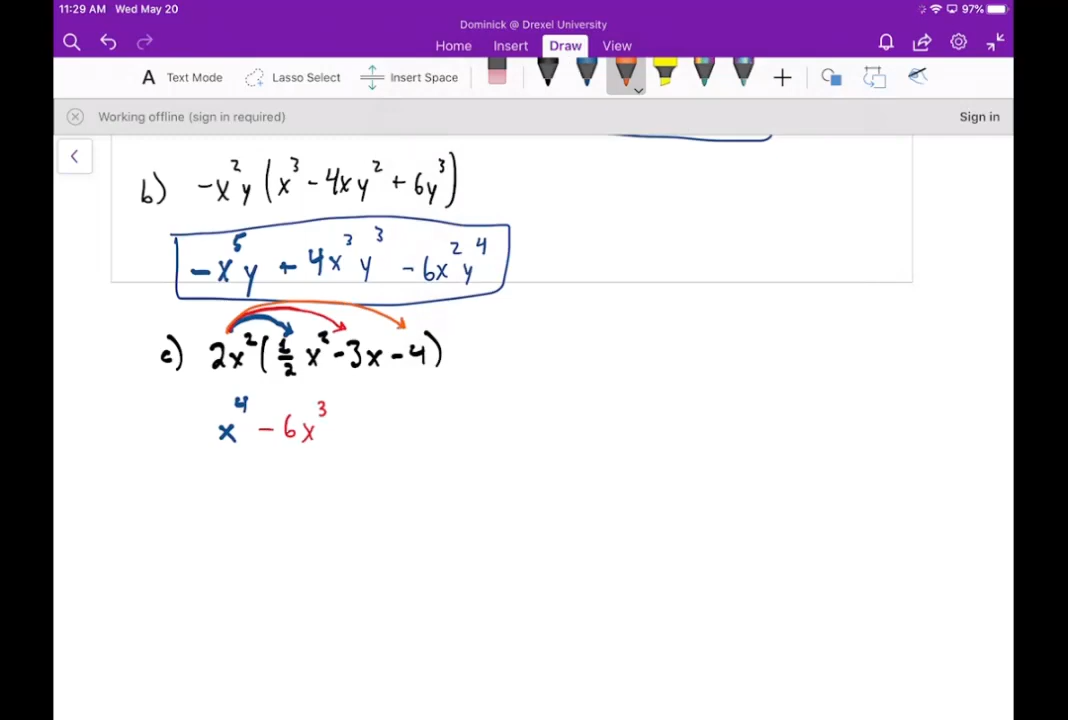 11:29 AM Wed May 20 97%
Dominick @ Drexel University
Home Insert Draw View
Text Mode Lasso Select Insert Space
Working offline (sign in required) Sign in
b) -x²y (x³ - 4xy² + 6y³)
-x⁵y + 4x³y³ - 6x²y⁴
c) 2x²(½x² - 3x - 4)
x⁴ - 6x³